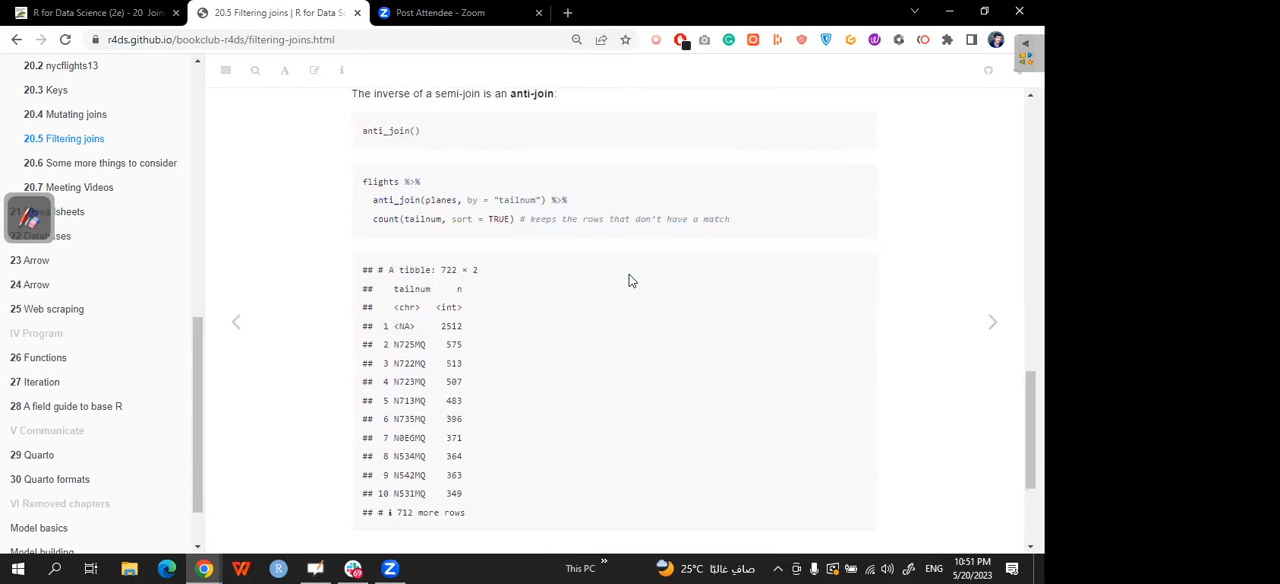 R for Data Science (2e) - 20 Join
20.5 Filtering joins | R for Data Sc
Post Attendee - Zoom
r4ds.github.io/bookclub-r4ds/filtering-joins.html
20.2 nycflights13
20.3 Keys
20.4 Mutating joins
20.5 Filtering joins
20.6 Some more things to consider
20.7 Meeting Videos
23 Arrow
24 Arrow
25 Web scraping
IV Program
26 Functions
27 Iteration
28 A field guide to base R
V Communicate
29 Quarto
30 Quarto formats
VI Removed chapters
Model basics
Model building
The inverse of a semi-join is an anti-join:
anti_join()
flights %>%
anti_join(planes, by = "tailnum") %>%
count(tailnum, sort = TRUE) # keeps the rows that don't have a match
## # A tibble: 722 × 2
## tailnum n
## <chr> <int>
## 1 <NA> 2512
## 2 N725MQ 575
## 3 N722MQ 513
## 4 N723MQ 507
## 5 N713MQ 483
## 6 N735MQ 396
## 7 N0EGMQ 371
## 8 N534MQ 364
## 9 N542MQ 363
## 10 N531MQ 349
## # ℹ 712 more rows
This PC
25°C صافي غالبًا
ENG
10:51 PM
5/20/2023